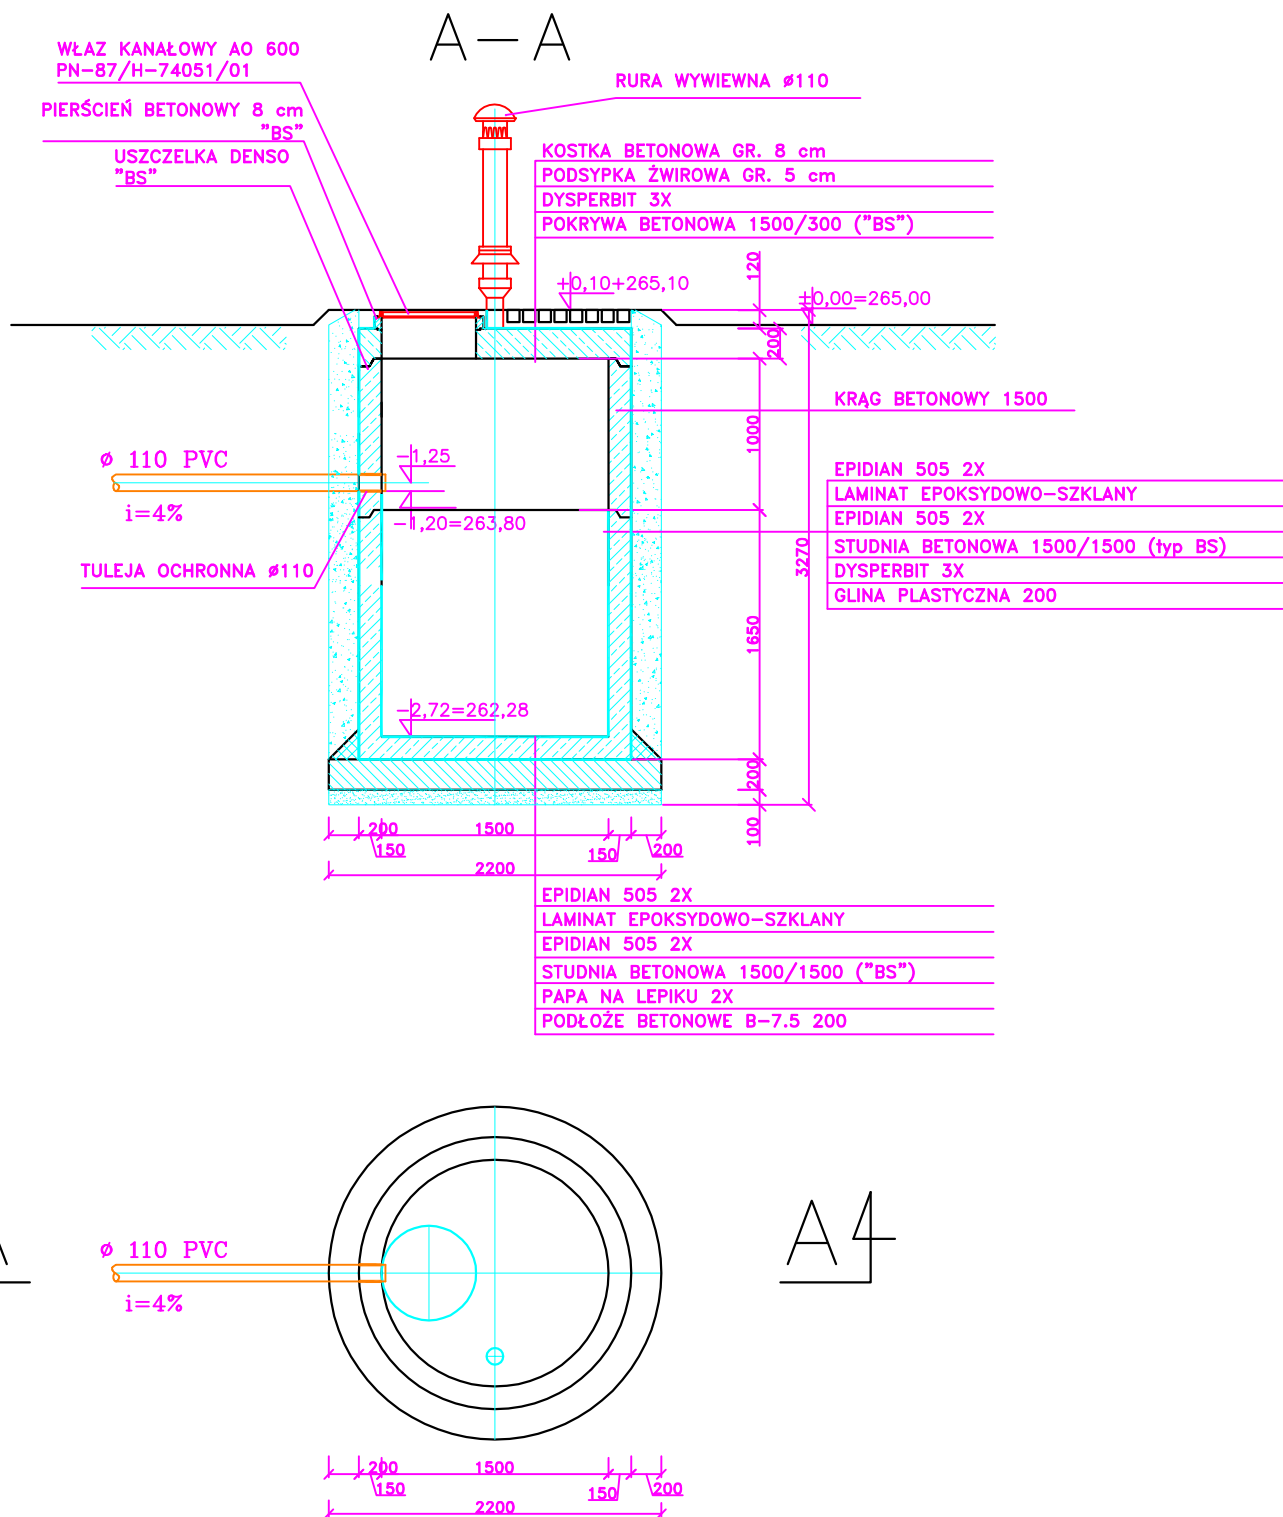 A-A
WŁAZ KANAŁOWY AO 600
PN-87/H-74051/01
PIERŚCIEŃ BETONOWY 8 cm
"BS"
USZCZELKA DENSO
"BS"
RURA WYWIEWNA ø110
KOSTKA BETONOWA GR. 8 cm
PODSYPKA ŻWIROWA GR. 5 cm
DYSPERBIT 3X
POKRYWA BETONOWA 1500/300 ("BS")
120
±0,10+265,10
±0,00=265,00
200
KRĄG BETONOWY 1500
1000
ø 110 PVC
i=4%
-1,25
-1,20=263,80
EPIDIAN 505 2X
LAMINAT EPOKSYDOWO-SZKLANY
EPIDIAN 505 2X
STUDNIA BETONOWA 1500/1500 (typ BS)
DYSPERBIT 3X
GLINA PLASTYCZNA 200
3270
TULEJA OCHRONNA ø110
1650
-2,72=262,28
200
100
200 1500
150 150 200
2200
EPIDIAN 505 2X
LAMINAT EPOKSYDOWO-SZKLANY
EPIDIAN 505 2X
STUDNIA BETONOWA 1500/1500 ("BS")
PAPA NA LEPIKU 2X
PODŁOŻE BETONOWE B-7.5 200
A
ø 110 PVC
i=4%
200 1500
150 150 200
2200